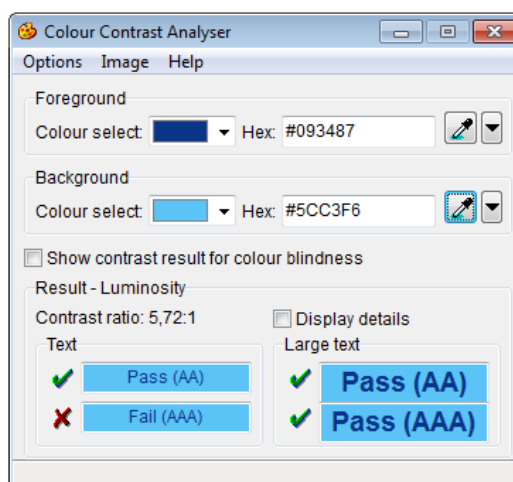 Colour Contrast Analyser
Options Image Help
Foreground
Colour select: Hex: #093487
Background
Colour select: Hex: #5CC3F6
Show contrast result for colour blindness
Result - Luminosity
Contrast ratio: 5,72:1 Display details
Text Large text
Pass (AA) Pass (AA)
Fail (AAA) Pass (AAA)